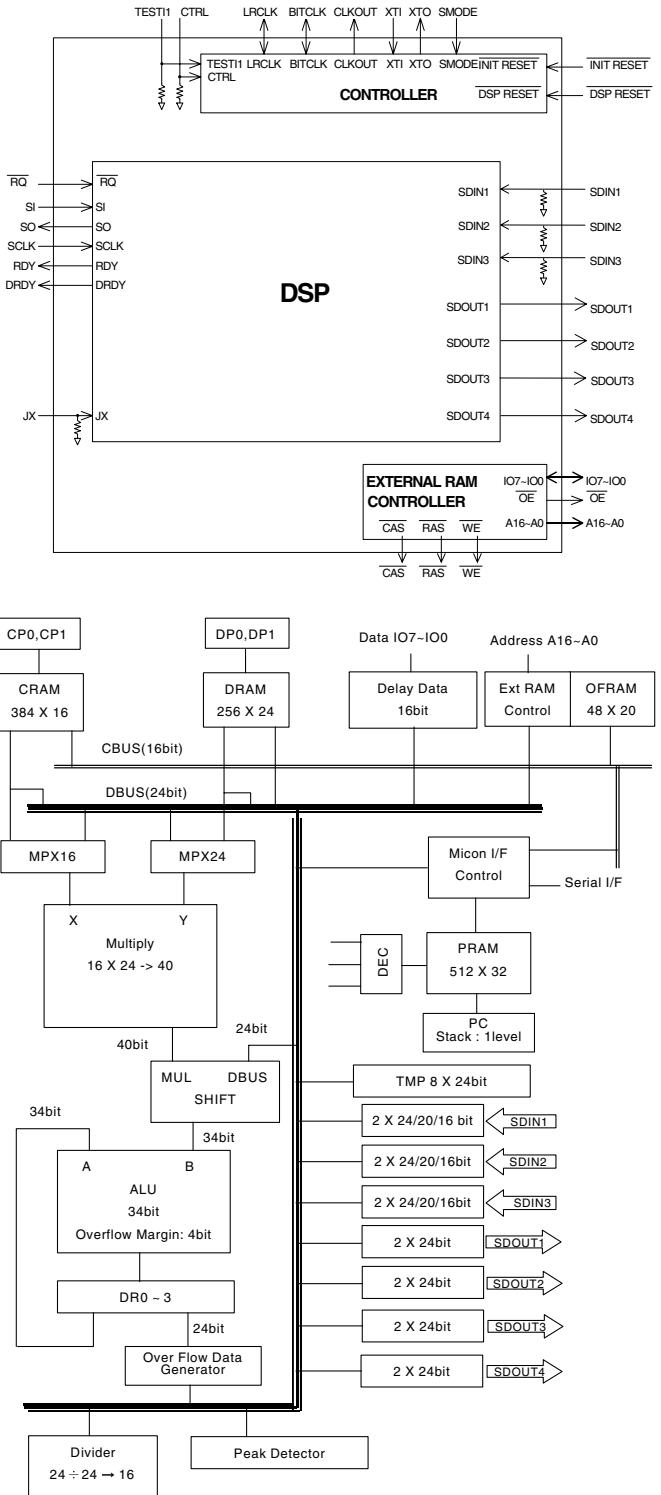 TESTI1 CTRL LRCLK BITCLK CLKOUT XTI XTO SMODE
TESTI1 LRCLK BITCLK CLKOUT XTI XTO SMODE INIT RESET INIT RESET
CTRL
CONTROLLER DSP RESET DSP RESET
RQ RQ
SDIN1 SDIN1
SI SI
SO SO
SDIN2 SDIN2
SCLK SCLK
SDIN3 SDIN3
RDY RDY
DRDY DRDY
DSP
SDOUT1 SDOUT1
SDOUT2 SDOUT2
SDOUT3 SDOUT3
JX JX
SDOUT4 SDOUT4
EXTERNAL RAM
CONTROLLER
IO7~IO0 IO7~IO0
OE OE
A16~A0 A16~A0
CAS RAS WE
CAS RAS WE
CP0,CP1 DP0,DP1 Data IO7~IO0 Address A16~A0
CRAM
384 X 16
DRAM
256 X 24
Delay Data
16bit
Ext RAM
Control
OFRAM
48 X 20
CBUS(16bit)
DBUS(24bit)
MPX16 MPX24
Micon I/F
Control
Serial I/F
X Y
Multiply
16 X 24 -> 40
DEC
PRAM
512 X 32
PC
Stack : 1level
40bit 24bit
MUL DBUS
SHIFT
TMP 8 X 24bit
34bit
34bit
2 X 24/20/16 bit SDIN1
A B
ALU
34bit
Overflow Margin: 4bit
2 X 24/20/16bit SDIN2
2 X 24/20/16bit SDIN3
2 X 24bit SDOUT1
2 X 24bit SDOUT2
DR0 ~ 3
24bit
2 X 24bit SDOUT3
Over Flow Data
Generator
2 X 24bit SDOUT4
Divider
24 ÷ 24 → 16
Peak Detector